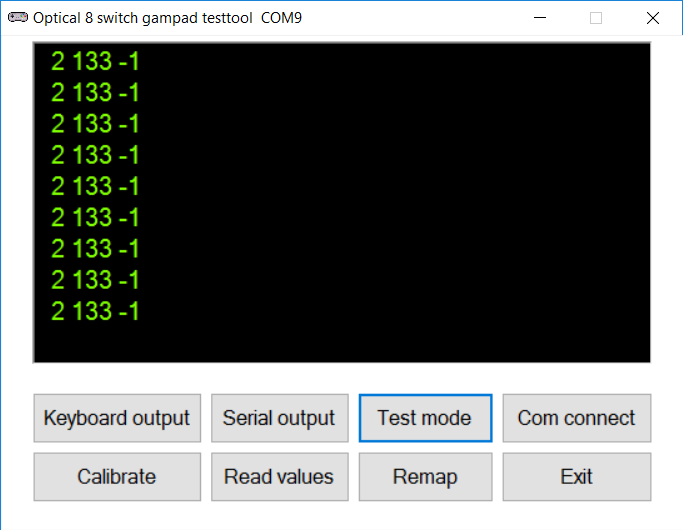 Optical 8 switch gampad testtool COM9
2 133 -1
2 133 -1
2 133 -1
2 133 -1
2 133 -1
2 133 -1
2 133 -1
2 133 -1
2 133 -1
Keyboard output Serial output Test mode Com connect
Calibrate Read values Remap Exit